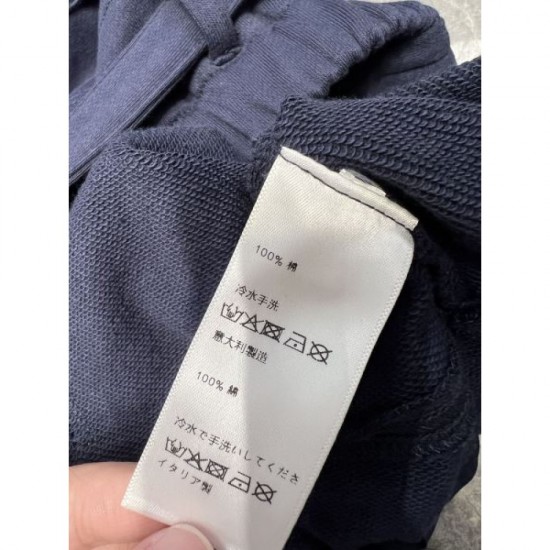 100% 棉
冷水手洗
意大利製造
100% 綿
冷水で手洗いしてくださ
イタリア製